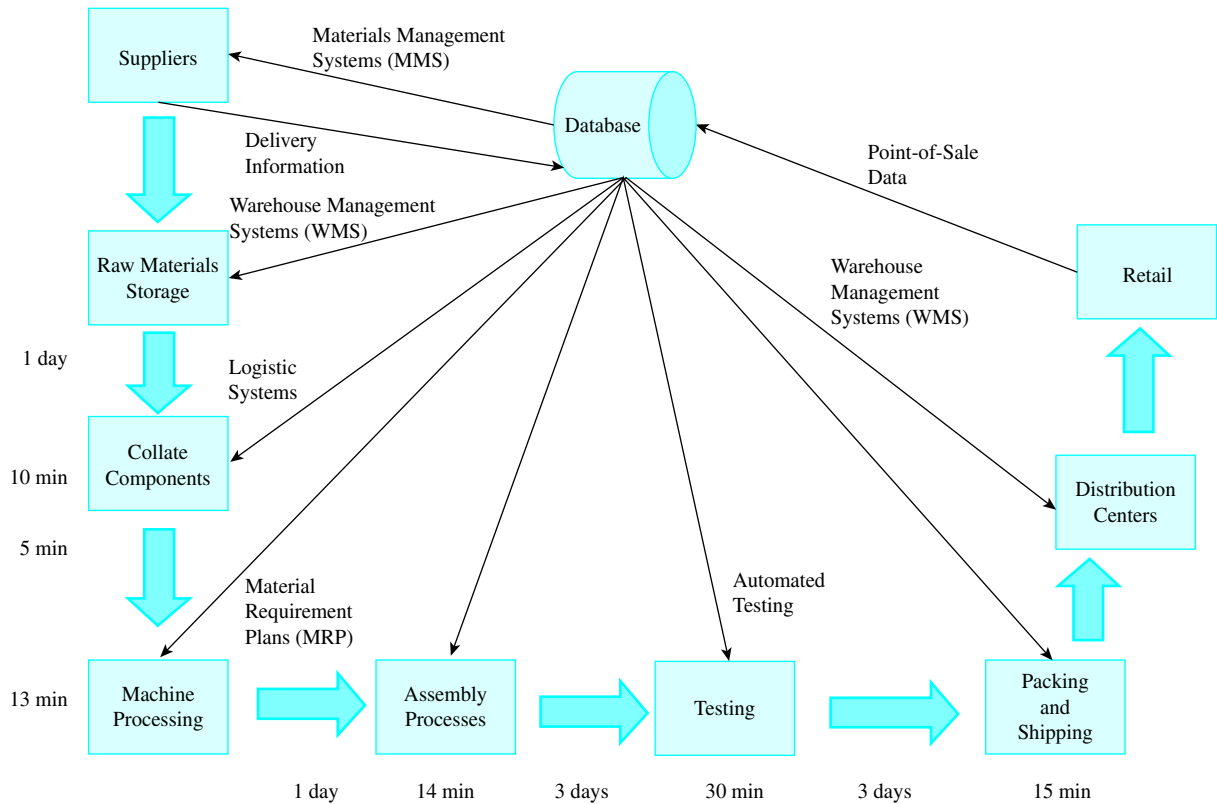 Suppliers
Materials Management
Systems (MMS)
Database
Delivery
Information
Point-of-Sale
Data
Warehouse Management
Systems (WMS)
Raw Materials
Storage
Warehouse
Management
Systems (WMS)
Retail
1 day
Logistic
Systems
Collate
Components
10 min
Distribution
Centers
5 min
Material
Requirement
Plans (MRP)
Automated
Testing
13 min
Machine
Processing
Assembly
Processes
Testing
Packing
and
Shipping
1 day
14 min
3 days
30 min
3 days
15 min